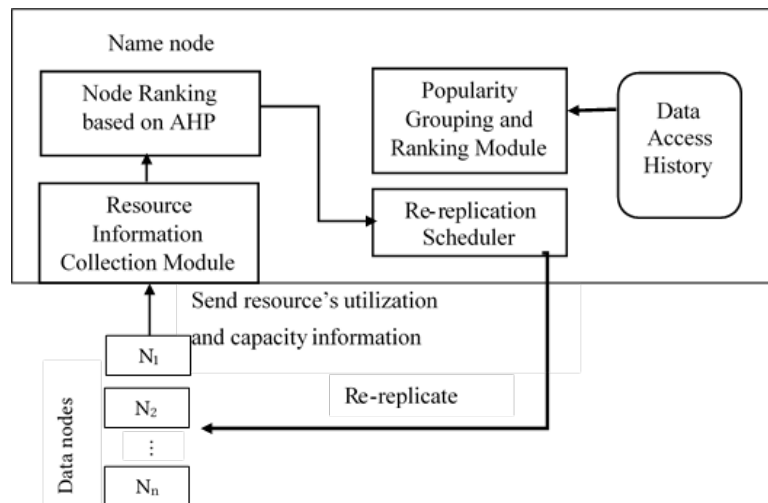 Name node
Node Ranking
based on AHP
Popularity
Grouping and
Ranking Module
Data
Access
History
Resource
Information
Collection Module
Re-replication
Scheduler
Send resource’s utilization
and capacity information
N₁
Re-replicate
Data nodes
N₂
⋮
Nₙ